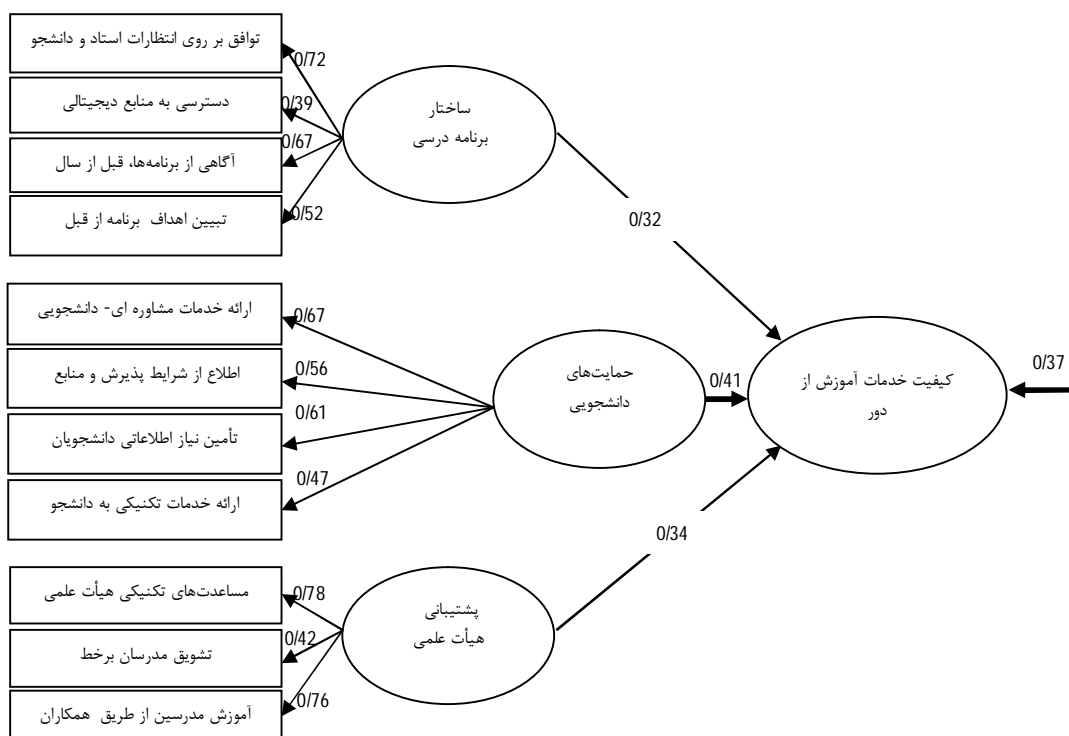 توافق بر روی انتظارات استاد و دانشجو
0/72
دسترسی به منابع دیجیتالی
0/39
آگاهی از برنامه‌ها، قبل از سال
0/67
تبیین اهداف برنامه از قبل
0/52
ساختار
برنامه درسی
0/32
ارائه خدمات مشاوره ای- دانشجویی
0/67
اطلاع از شرایط پذیرش و منابع
0/56
تأمین نیاز اطلاعاتی دانشجویان
0/61
ارائه خدمات تکنیکی به دانشجو
0/47
حمایت‌های
دانشجویی
0/41
کیفیت خدمات آموزش از
دور
0/37
مساعدت‌های تکنیکی هیأت علمی
0/78
تشویق مدرسان برخط
0/42
آموزش مدرسین از طریق همکاران
0/76
پشتیبانی
هیأت علمی
0/34